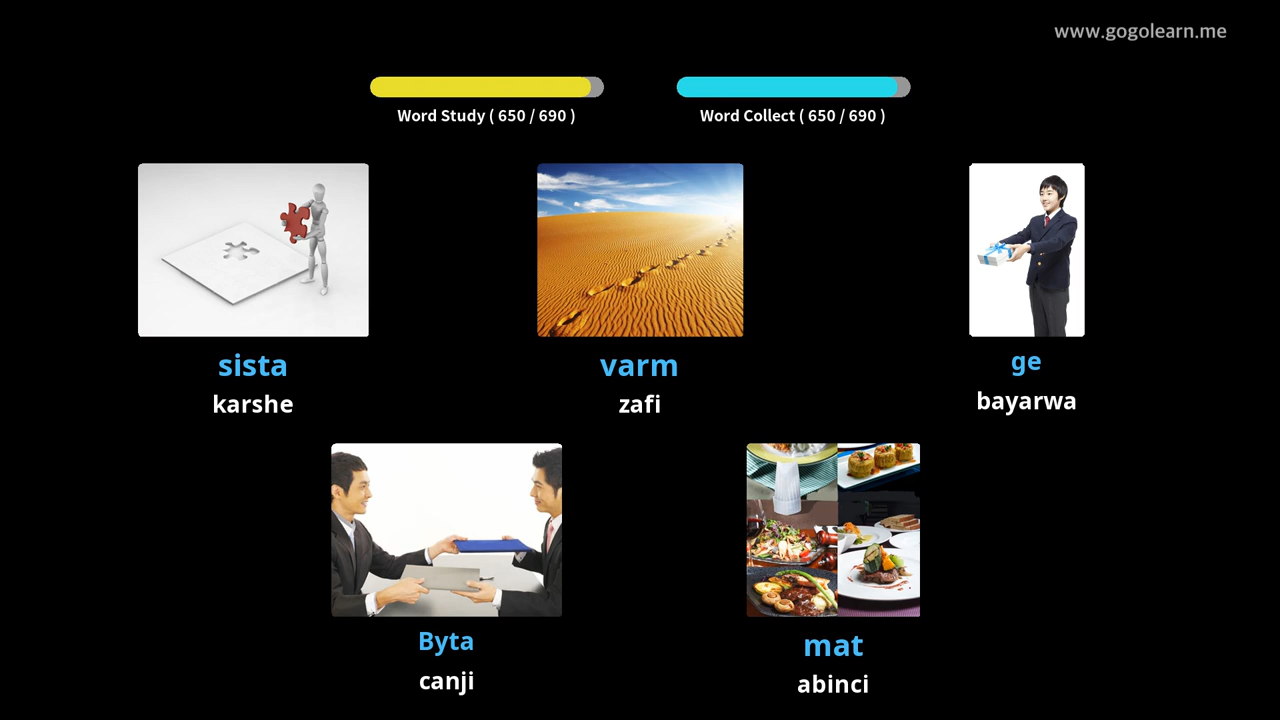 www.gogolearn.me
Word Study ( 650 / 690 )
Word Collect ( 650 / 690 )
sista
karshe
varm
zafi
ge
bayarwa
Byta
canji
mat
abinci